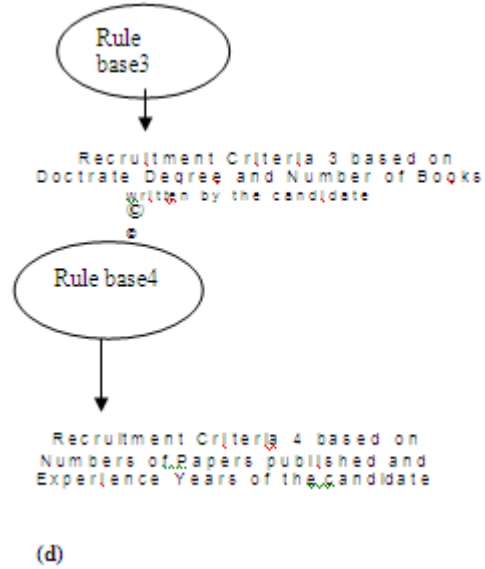 Rule
base3
Recruitment Criteria 3 based on
Doctrate Degree and Number of Books
written by the candidate
©
e
Rule base4
Recruitment Criteria 4 based on
Numbers of Papers published and
Experience Years of the candidate
(d)